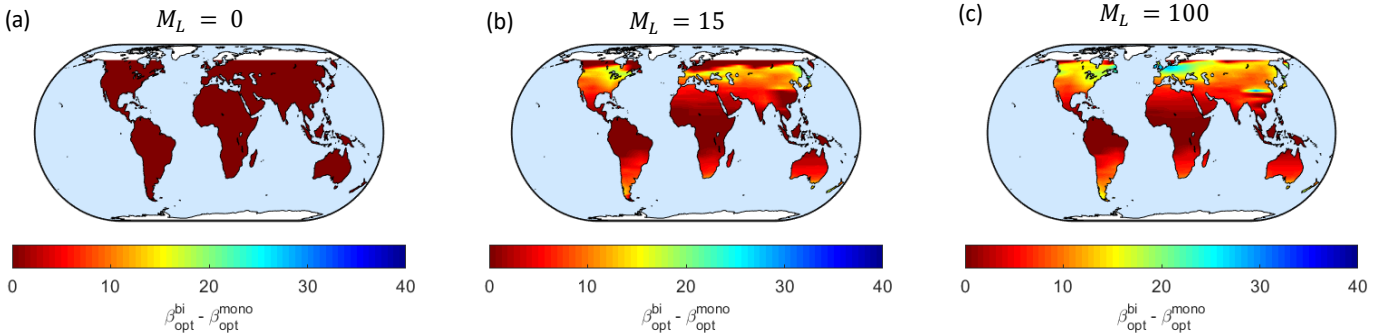 (a) M_L = 0
(b) M_L = 15
(c) M_L = 100
0 10 20 30 40
β_opt^bi - β_opt^mono
0 10 20 30 40
β_opt^bi - β_opt^mono
0 10 20 30 40
β_opt^bi - β_opt^mono